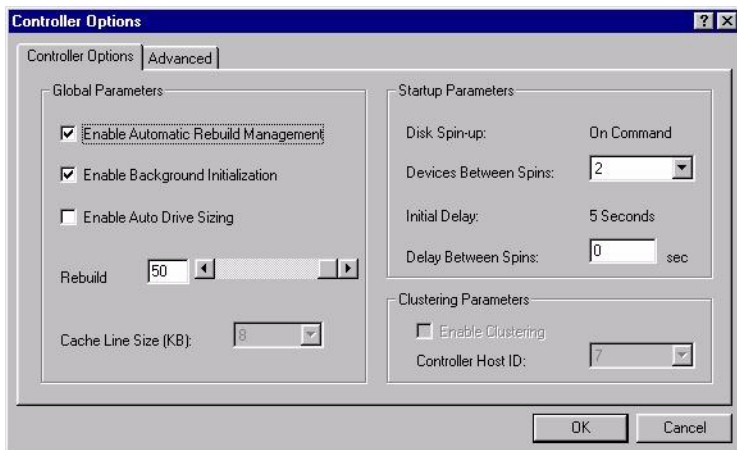 Controller Options
Controller Options
Advanced
Global Parameters
Enable Automatic Rebuild Management
Enable Background Initialization
Enable Auto Drive Sizing
Rebuild 50
Cache Line Size (KB): 8
Startup Parameters
Disk Spin-up: On Command
Devices Between Spins: 2
Initial Delay: 5 Seconds
Delay Between Spins: 0 sec
Clustering Parameters
Enable Clustering
Controller Host ID: 7
OK
Cancel